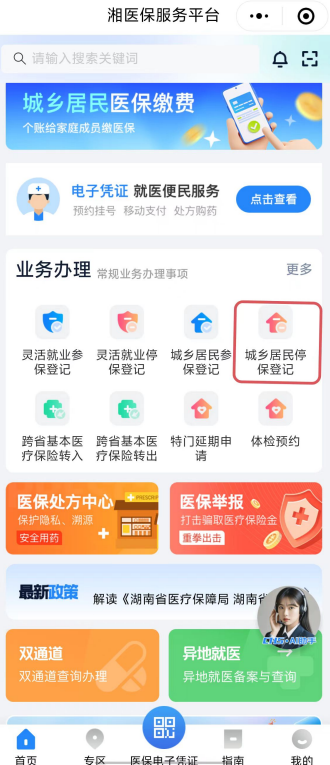 湘医保服务平台
请输入搜索关键词
城乡居民医保缴费
个账给家庭成员缴医保
电子凭证 就医便民服务
预约挂号 移动支付 处方购药
点击查看
业务办理 常规业务办理事项 更多
灵活就业参
保登记
灵活就业停
保登记
城乡居民参
保登记
城乡居民停
保登记
跨省基本医
疗保险转入
跨省基本医
疗保险转出
特门延期申
请
体检预约
医保处方中心
保护隐私、溯源
安全用药
医保举报
打击骗取医疗保险金
重拳出击
最新政策 解读《湖南省医疗保障局 湖南省
双通道
双通道查询办理
异地就医
异地就医备案与查询
首页
专区
医保电子凭证
指南
我的